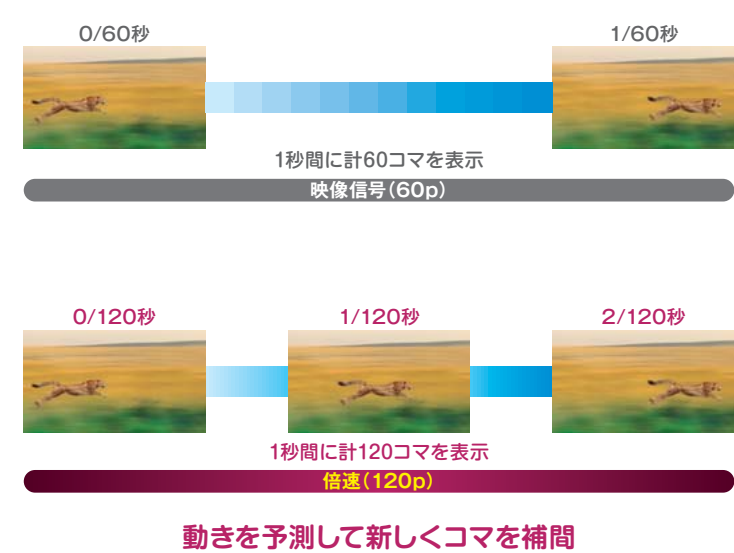 0/60秒
1/60秒
1秒間に計60コマを表示
映像信号(60p)
0/120秒
1/120秒
2/120秒
1秒間に計120コマを表示
倍速(120p)
動きを予測して新しくコマを補間